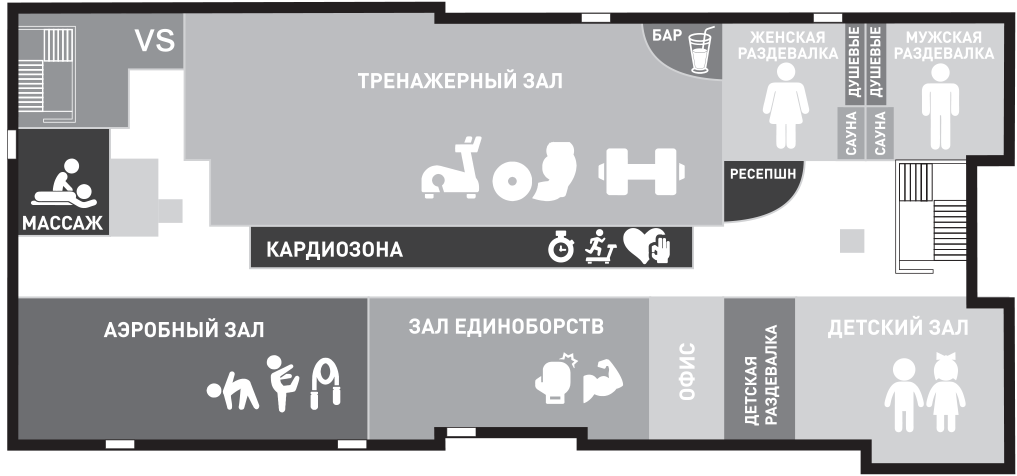 VS
ТРЕНАЖЕРНЫЙ ЗАЛ
БАР
ЖЕНСКАЯ
РАЗДЕВАЛКА
ДУШЕВЫЕ
ДУШЕВЫЕ
МУЖСКАЯ
РАЗДЕВАЛКА
САУНА
САУНА
МАССАЖ
РЕСЕПШН
КАРДИОЗОНА
АЭРОБНЫЙ ЗАЛ
ЗАЛ ЕДИНОБОРСТВ
ОФИС
ДЕТСКАЯ
РАЗДЕВАЛКА
ДЕТСКИЙ ЗАЛ